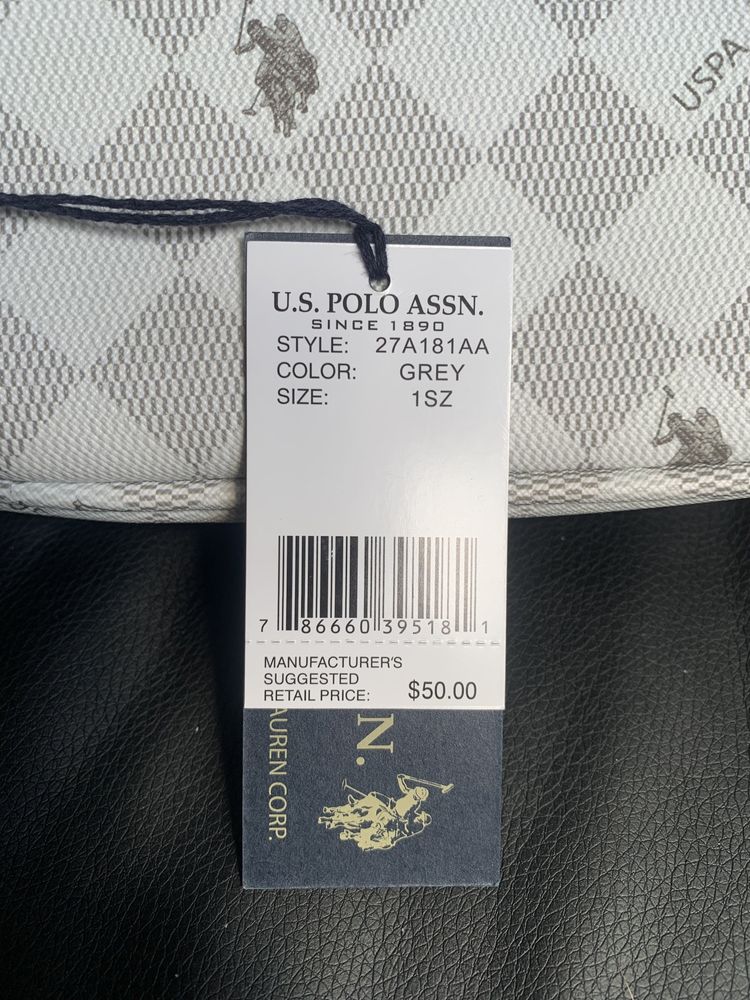 USPA
U.S. POLO ASSN.
SINCE 1890
STYLE: 27A181AA
COLOR: GREY
SIZE: 1SZ
7 86660 39518 1
MANUFACTURER'S
SUGGESTED
RETAIL PRICE: $50.00
N.
AUREN CORP.